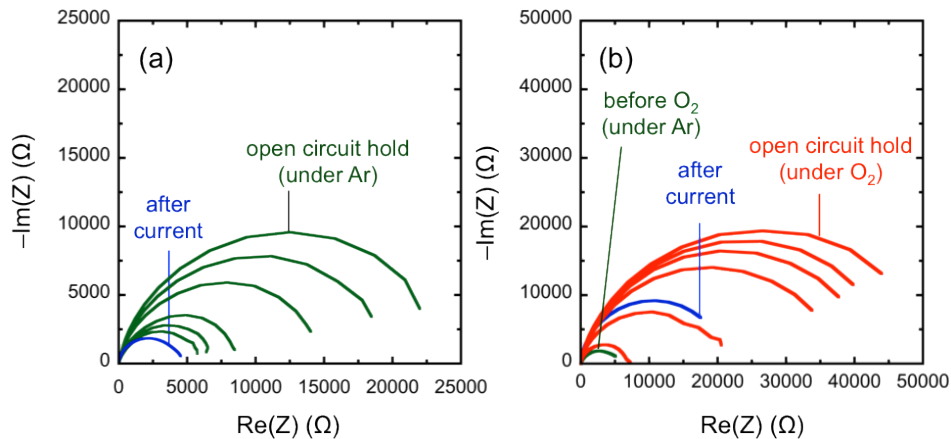 (a)
25000
20000
15000
10000
5000
0
–Im(Z) (Ω)
open circuit hold
(under Ar)
after
current
0
5000
10000
15000
20000
25000
Re(Z) (Ω)
(b)
50000
40000
30000
20000
10000
0
–Im(Z) (Ω)
before O₂
(under Ar)
open circuit hold
(under O₂)
after
current
0
10000
20000
30000
40000
50000
Re(Z) (Ω)